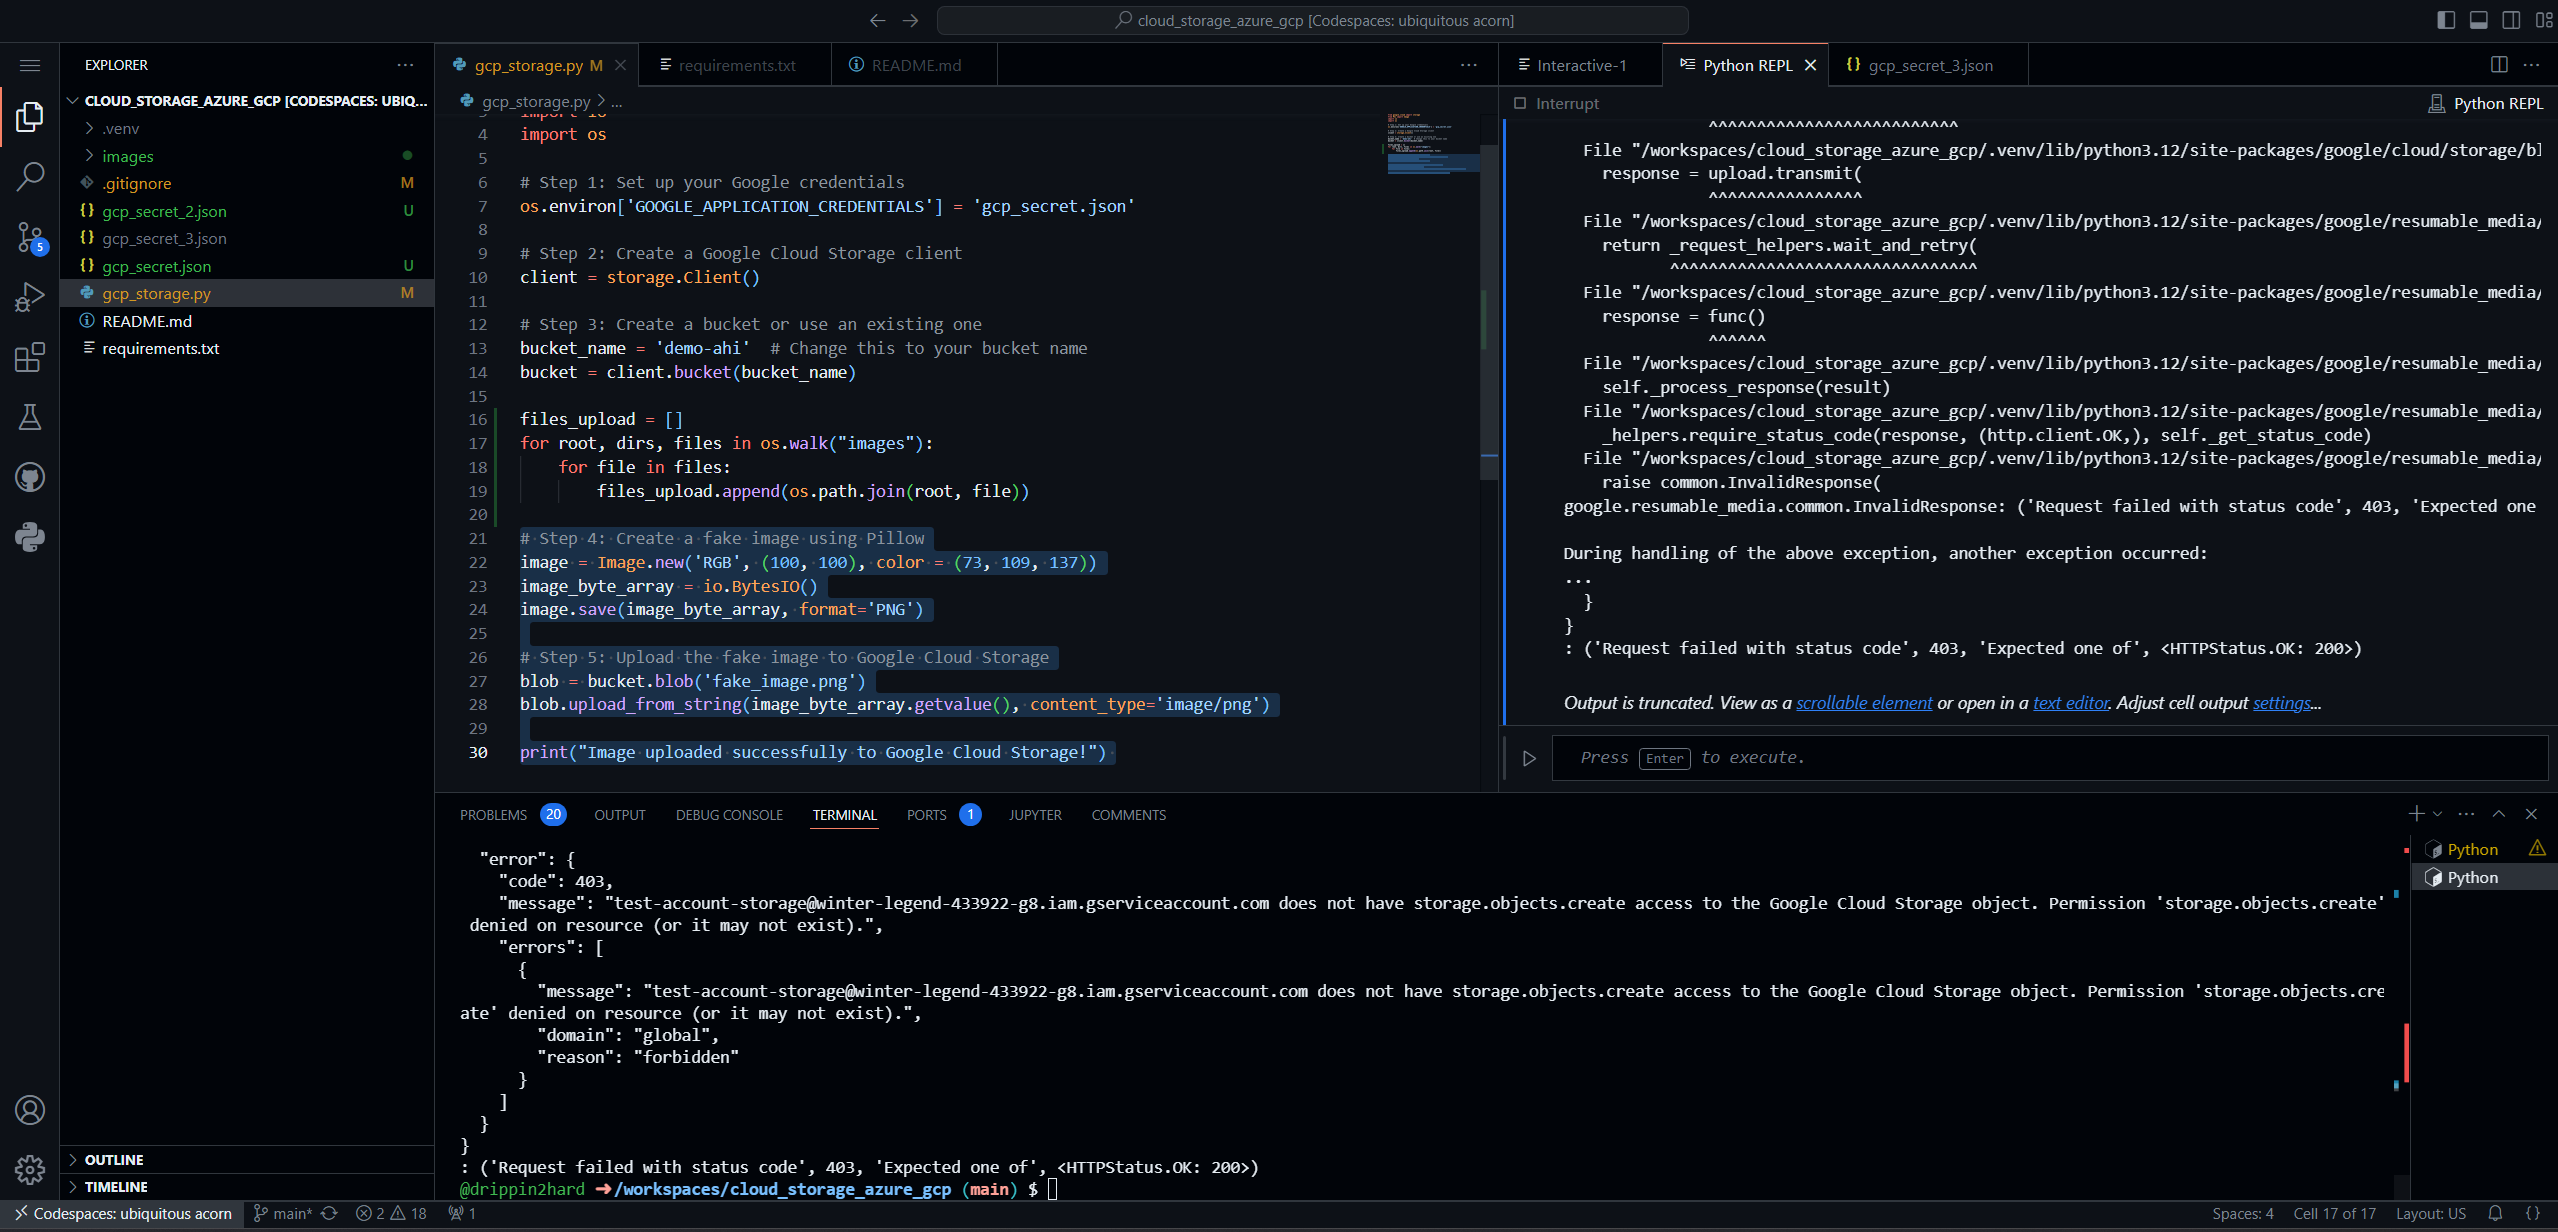 cloud_storage_azure_gcp [Codespaces: ubiquitous acorn]
EXPLORER
CLOUD_STORAGE_AZURE_GCP [CODESPACES: UBIQ...
.venv
images
.gitignore M
gcp_secret_2.json U
gcp_secret_3.json
gcp_secret.json U
gcp_storage.py M
README.md
requirements.txt
OUTLINE
TIMELINE
5
gcp_storage.py M
requirements.txt
README.md
gcp_storage.py > ...
3 import io
4 import os
5
6 # Step 1: Set up your Google credentials
7 os.environ['GOOGLE_APPLICATION_CREDENTIALS'] = 'gcp_secret.json'
8
9 # Step 2: Create a Google Cloud Storage client
10 client = storage.Client()
11
12 # Step 3: Create a bucket or use an existing one
13 bucket_name = 'demo-ahi'  # Change this to your bucket name
14 bucket = client.bucket(bucket_name)
15
16 files_upload = []
17 for root, dirs, files in os.walk("images"):
18     for file in files:
19         files_upload.append(os.path.join(root, file))
20
21 # Step 4: Create a fake image using Pillow
22 image = Image.new('RGB', (100, 100), color = (73, 109, 137))
23 image_byte_array = io.BytesIO()
24 image.save(image_byte_array, format='PNG')
25
26 # Step 5: Upload the fake image to Google Cloud Storage
27 blob = bucket.blob('fake_image.png')
28 blob.upload_from_string(image_byte_array.getvalue(), content_type='image/png')
29
30 print("Image uploaded successfully to Google Cloud Storage!")
Interactive-1
Python REPL
gcp_secret_3.json
Interrupt
Python REPL
^^^^^^^^^^^^^^^^^^^^^^^^^^
File "/workspaces/cloud_storage_azure_gcp/.venv/lib/python3.12/site-packages/google/cloud/storage/bl
response = upload.transmit(
^^^^^^^^^^^^^^^^
File "/workspaces/cloud_storage_azure_gcp/.venv/lib/python3.12/site-packages/google/resumable_media/
return _request_helpers.wait_and_retry(
^^^^^^^^^^^^^^^^^^^^^^^^^^^^^^^^
File "/workspaces/cloud_storage_azure_gcp/.venv/lib/python3.12/site-packages/google/resumable_media/
response = func()
^^^^^^
File "/workspaces/cloud_storage_azure_gcp/.venv/lib/python3.12/site-packages/google/resumable_media/
self._process_response(result)
File "/workspaces/cloud_storage_azure_gcp/.venv/lib/python3.12/site-packages/google/resumable_media/
_helpers.require_status_code(response, (http.client.OK,), self._get_status_code)
File "/workspaces/cloud_storage_azure_gcp/.venv/lib/python3.12/site-packages/google/resumable_media/
raise common.InvalidResponse(
google.resumable_media.common.InvalidResponse: ('Request failed with status code', 403, 'Expected one
During handling of the above exception, another exception occurred:
...
}
}
: ('Request failed with status code', 403, 'Expected one of', <HTTPStatus.OK: 200>)
Output is truncated. View as a scrollable element or open in a text editor. Adjust cell output settings...
Press Enter to execute.
PROBLEMS 20 OUTPUT DEBUG CONSOLE TERMINAL PORTS 1 JUPYTER COMMENTS
"error": {
"code": 403,
"message": "test-account-storage@winter-legend-433922-g8.iam.gserviceaccount.com does not have storage.objects.create access to the Google Cloud Storage object. Permission 'storage.objects.create'
denied on resource (or it may not exist).",
"errors": [
{
"message": "test-account-storage@winter-legend-433922-g8.iam.gserviceaccount.com does not have storage.objects.create access to the Google Cloud Storage object. Permission 'storage.objects.cre
ate' denied on resource (or it may not exist).",
"domain": "global",
"reason": "forbidden"
}
]
}
}
: ('Request failed with status code', 403, 'Expected one of', <HTTPStatus.OK: 200>)
@drippin2hard ➜/workspaces/cloud_storage_azure_gcp (main) $
Python
Python
Codespaces: ubiquitous acorn main* 2 18 1
Spaces: 4 Cell 17 of 17 Layout: US